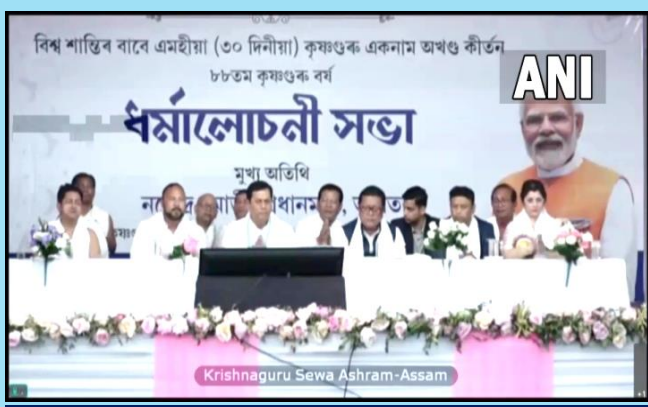 বিশ্ব শান্তিৰ বাবে এমহীয়া (৩০ দিনীয়া) কৃষ্ণগুৰু একনাম অখণ্ড কীৰ্তন
৮৮তম কৃষ্ণগুৰু বৰ্ষ
ANI
ধৰ্মালোচনী সভা
মুখ্য অতিথি
Krishnaguru Sewa Ashram-Assam